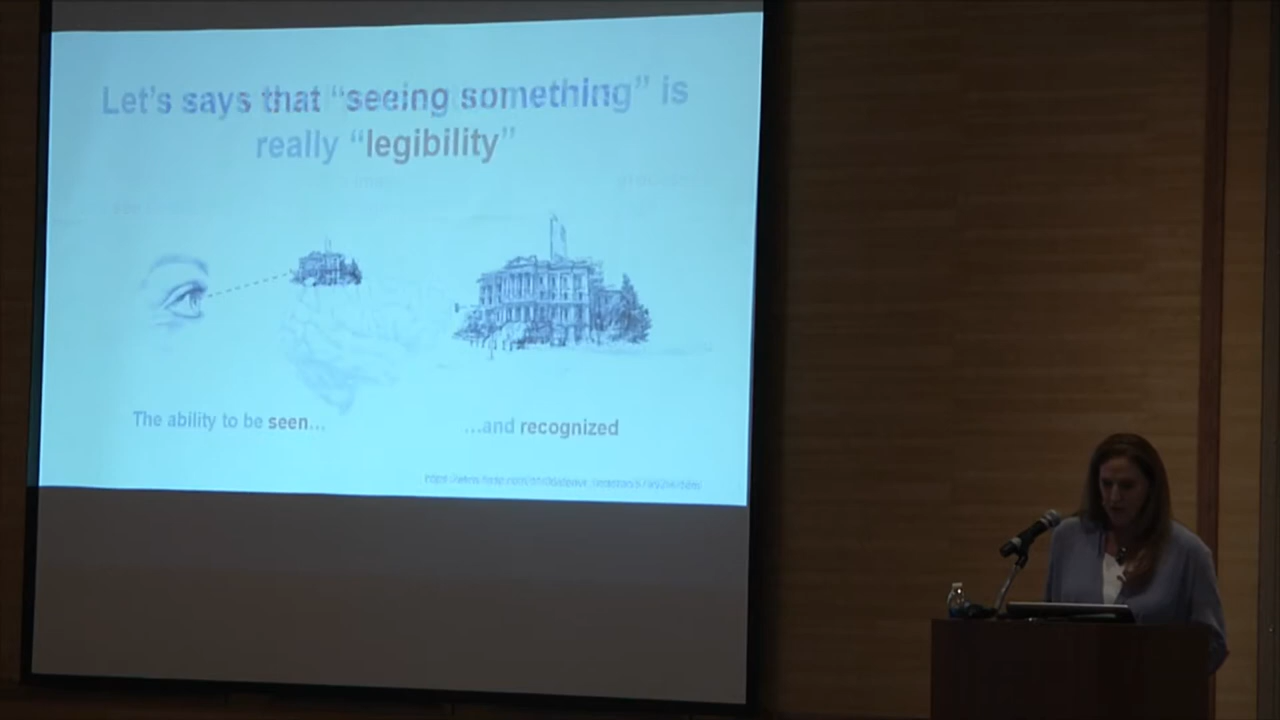 Let's says that “seeing something” is
really “legibility”
The ability to be seen…
…and recognized